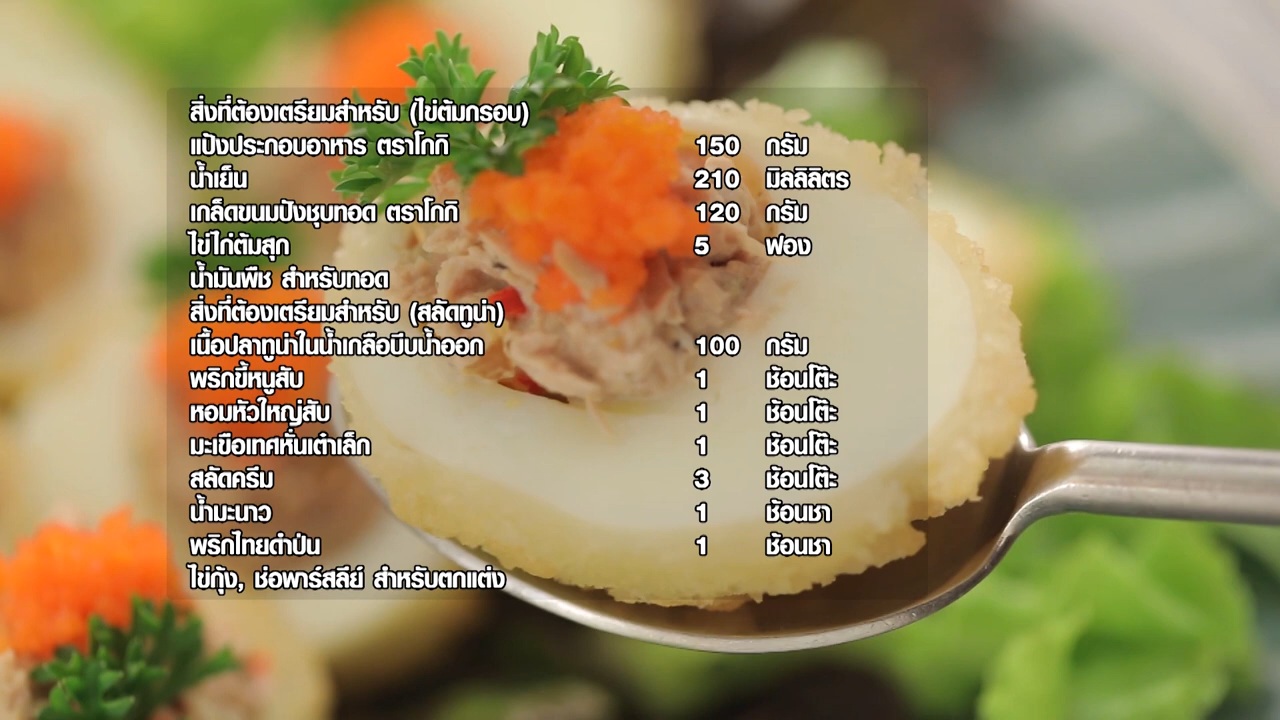 สิ่งที่ต้องเตรียมสำหรับ (ไข่ต้มกรอบ)
แป้งประกอบอาหาร ตราโกกิ 150 กรัม
น้ำเย็น 210 มิลลิลิตร
เกล็ดขนมปังชุบทอด ตราโกกิ 120 กรัม
ไข่ไก่ต้มสุก 5 ฟอง
น้ำมันพืช สำหรับทอด
สิ่งที่ต้องเตรียมสำหรับ (สลัดทูน่า)
เนื้อปลาทูน่าในน้ำเกลือบีบน้ำออก 100 กรัม
พริกขี้หนูสับ 1 ช้อนโต๊ะ
หอมหัวใหญ่สับ 1 ช้อนโต๊ะ
มะเขือเทศหั่นเต๋าเล็ก 1 ช้อนโต๊ะ
สลัดครีม 3 ช้อนโต๊ะ
น้ำมะนาว 1 ช้อนชา
พริกไทยดำป่น 1 ช้อนชา
ไข่กุ้ง, ช่อพาร์สลีย์ สำหรับตกแต่ง